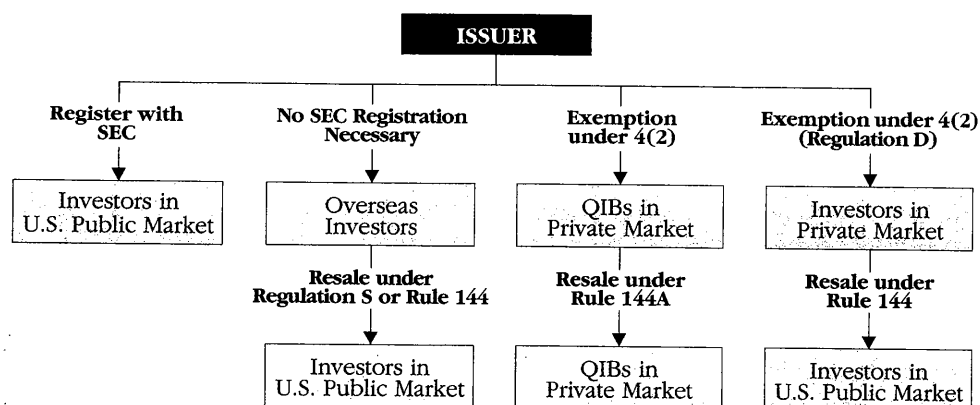 ISSUER
Register with
SEC
No SEC Registration
Necessary
Exemption
under 4(2)
Exemption under 4(2)
(Regulation D)
Investors in
U.S. Public Market
Overseas
Investors
QIBs in
Private Market
Investors in
Private Market
Resale under
Regulation S or Rule 144
Resale under
Rule 144A
Resale under
Rule 144
Investors in
U.S. Public Market
QIBs in
Private Market
Investors in
U.S. Public Market